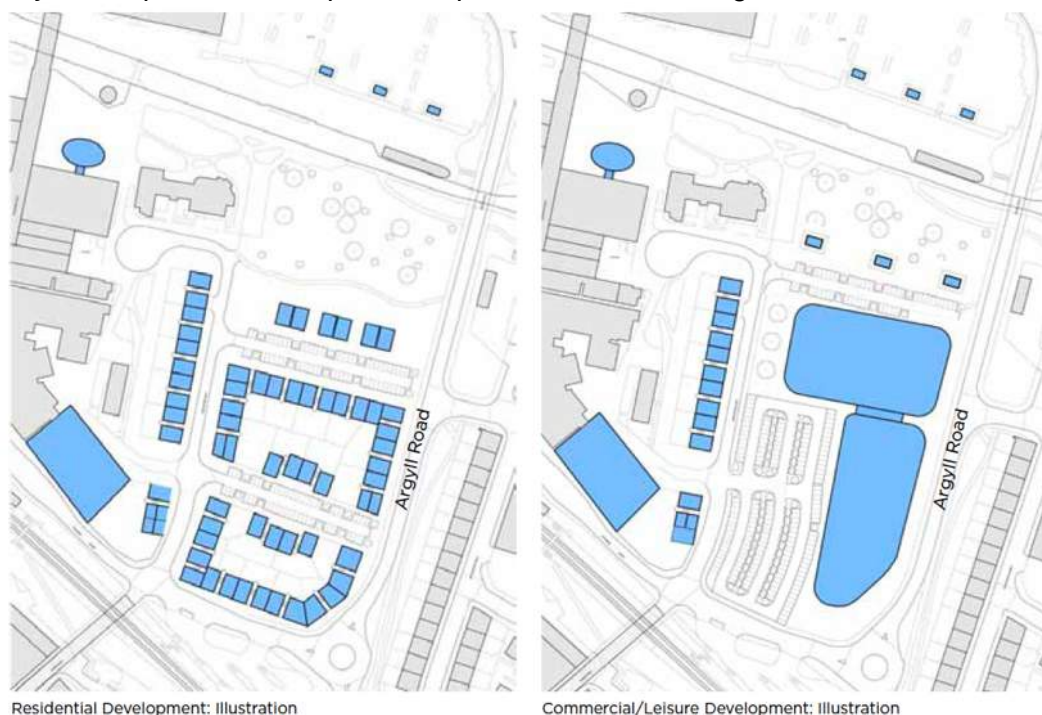 Argyll Road
Argyll Road
Residential Development: Illustration
Commercial/Leisure Development: Illustration